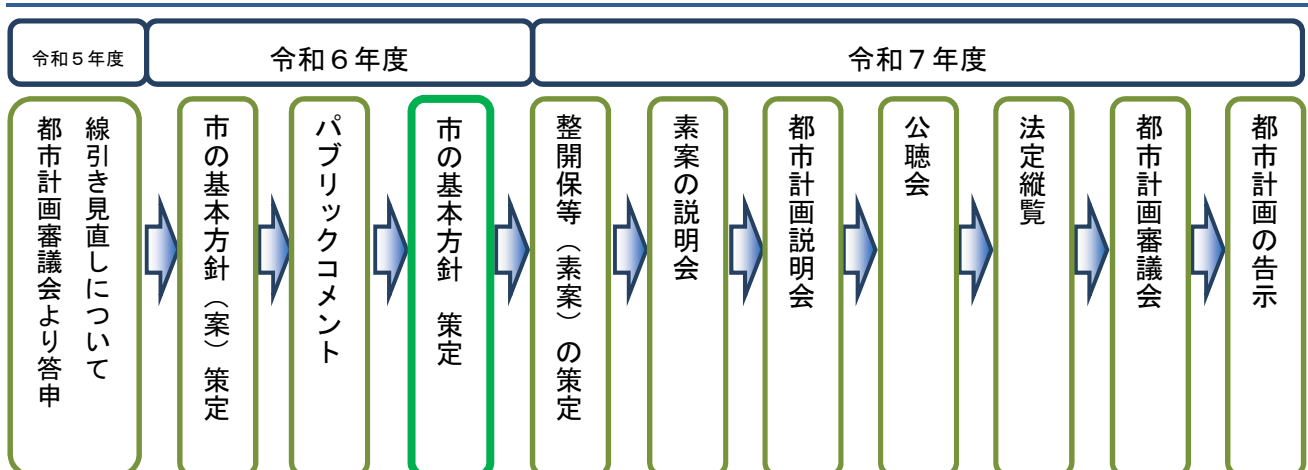 令和５年度
令和６年度
令和７年度
線引き見直しについて
都市計画審議会より答申
市の基本方針（案）策定
パブリックコメント
市の基本方針　策定
整開保等（素案）の策定
素案の説明会
都市計画説明会
公聴会
法定縦覧
都市計画審議会
都市計画の告示